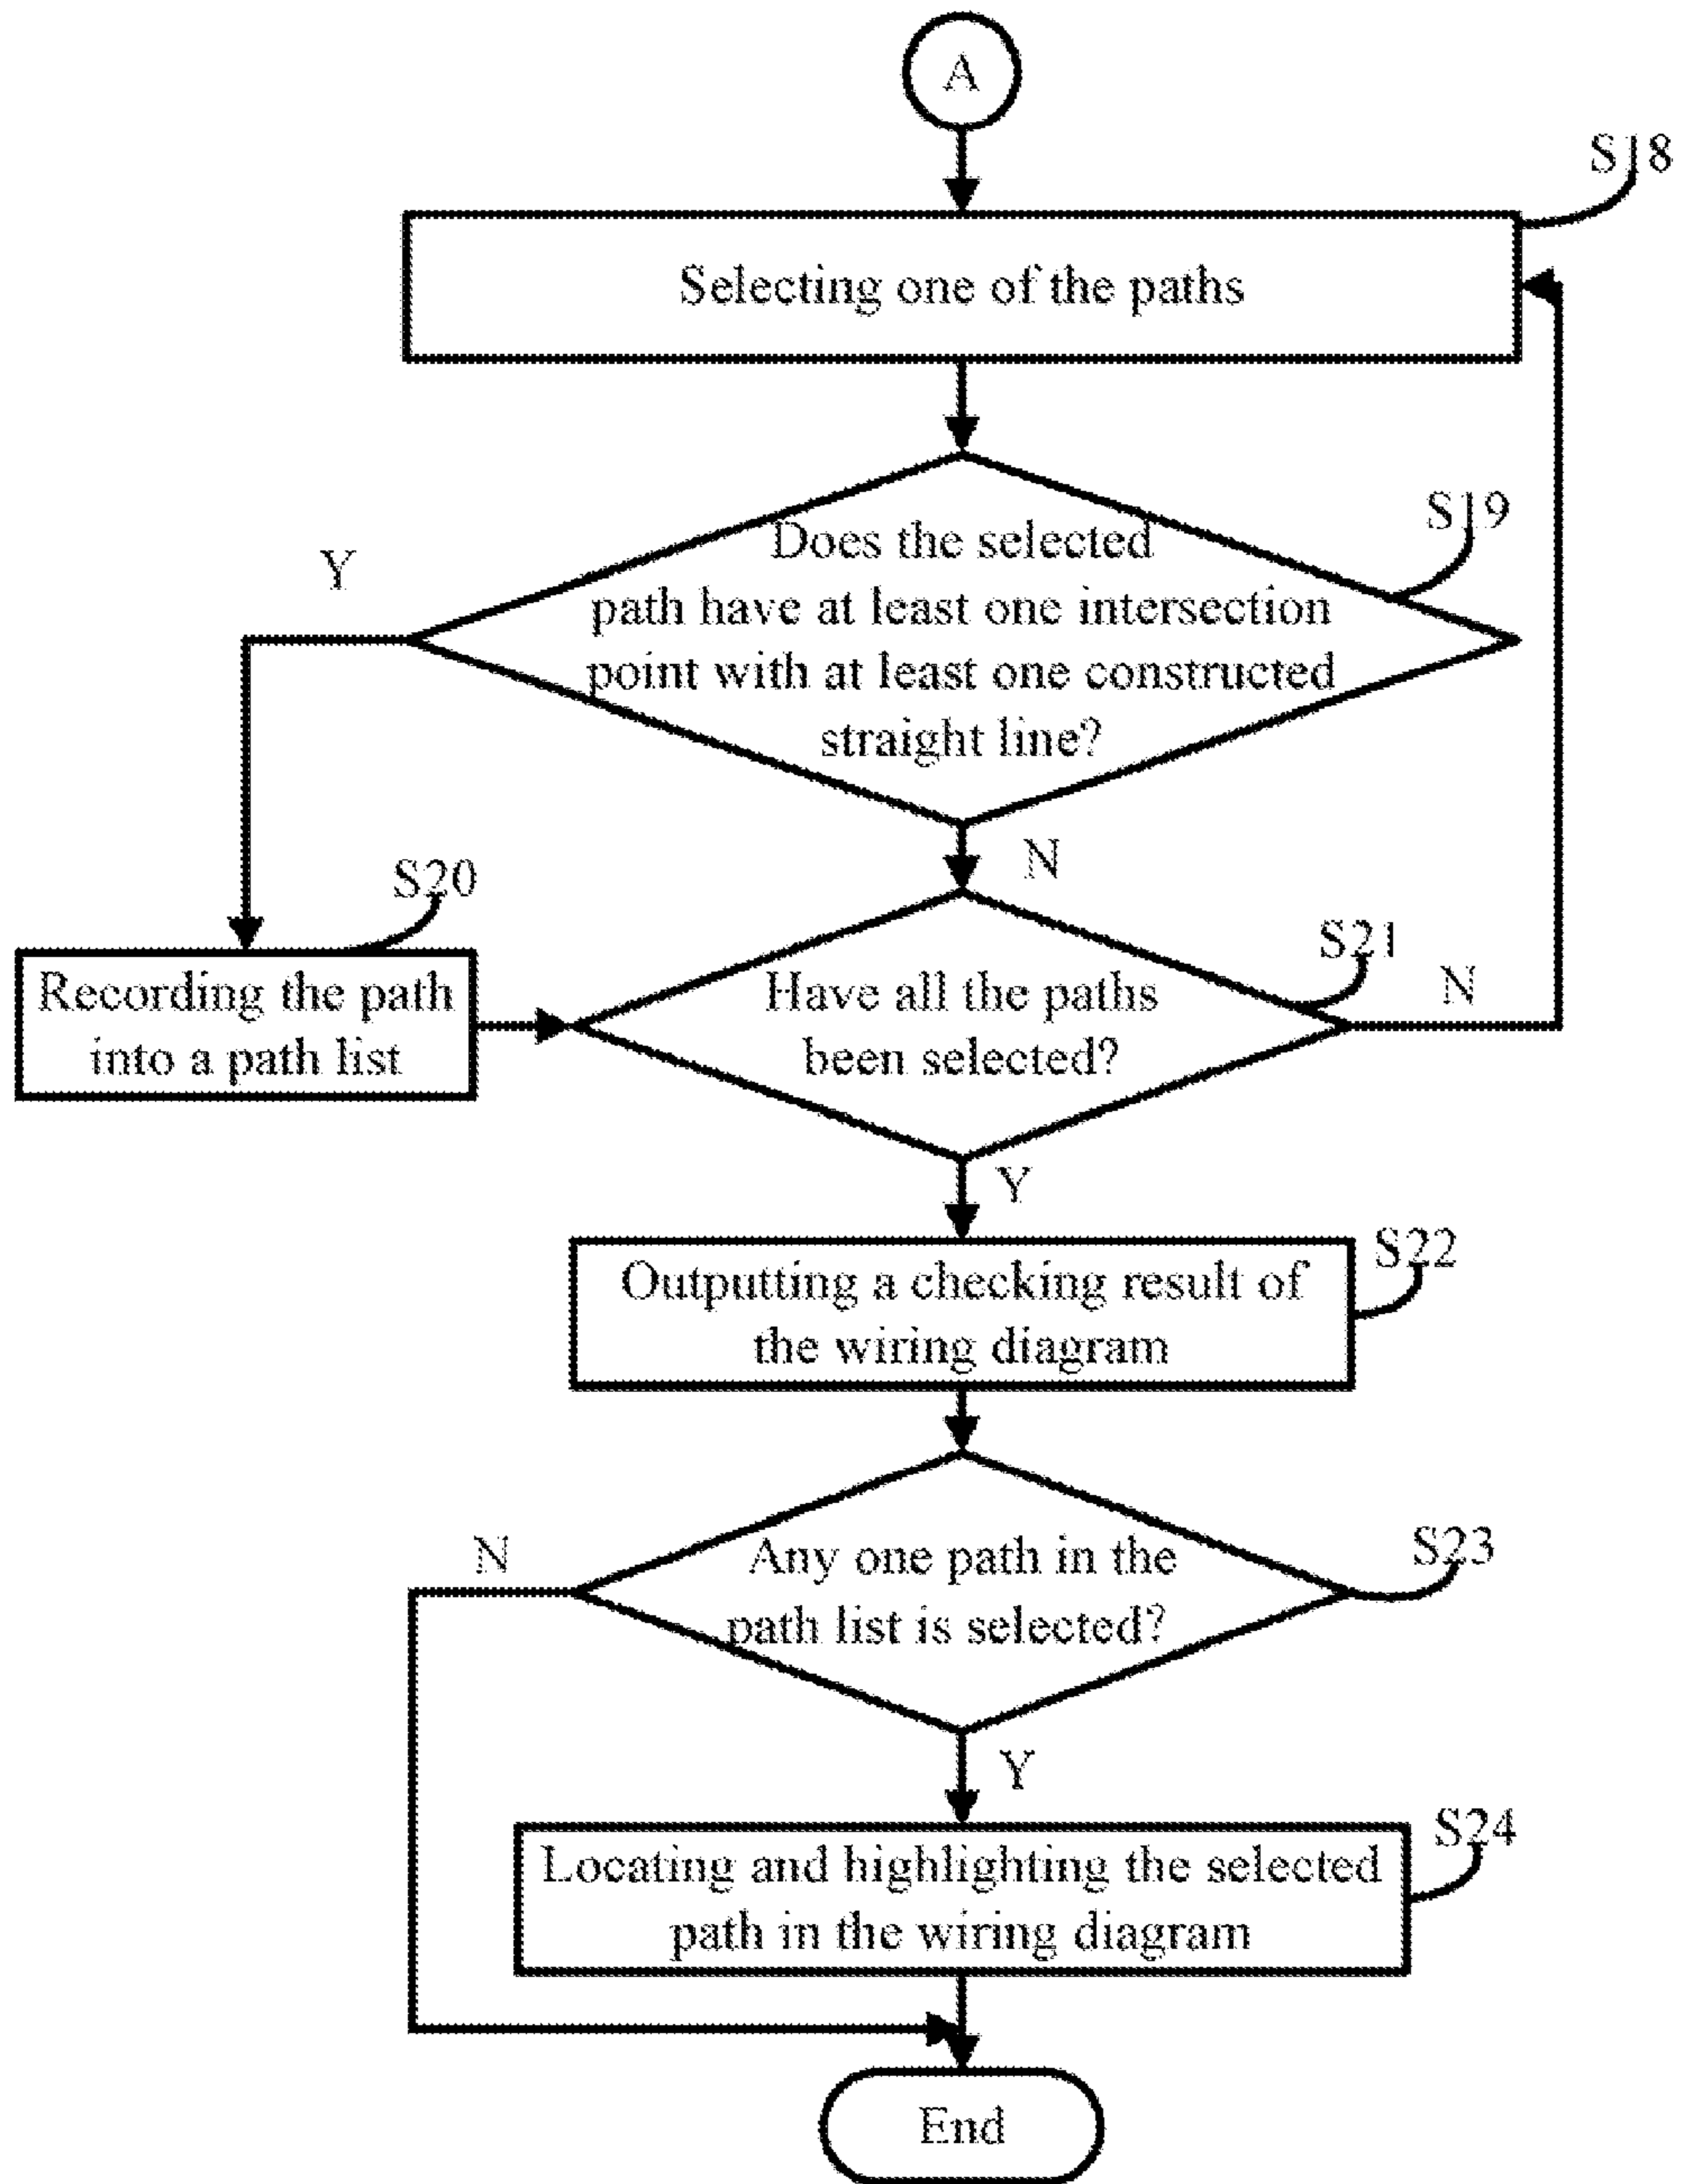 A
S18
Selecting one of the paths
S19
Does the selected
path have at least one intersection
point with at least one constructed
straight line?
Y
N
S20
Recording the path
into a path list
S21
Have all the paths
been selected?
N
Y
S22
Outputting a checking result of
the wiring diagram
S23
Any one path in the
path list is selected?
N
Y
S24
Locating and highlighting the selected
path in the wiring diagram
End